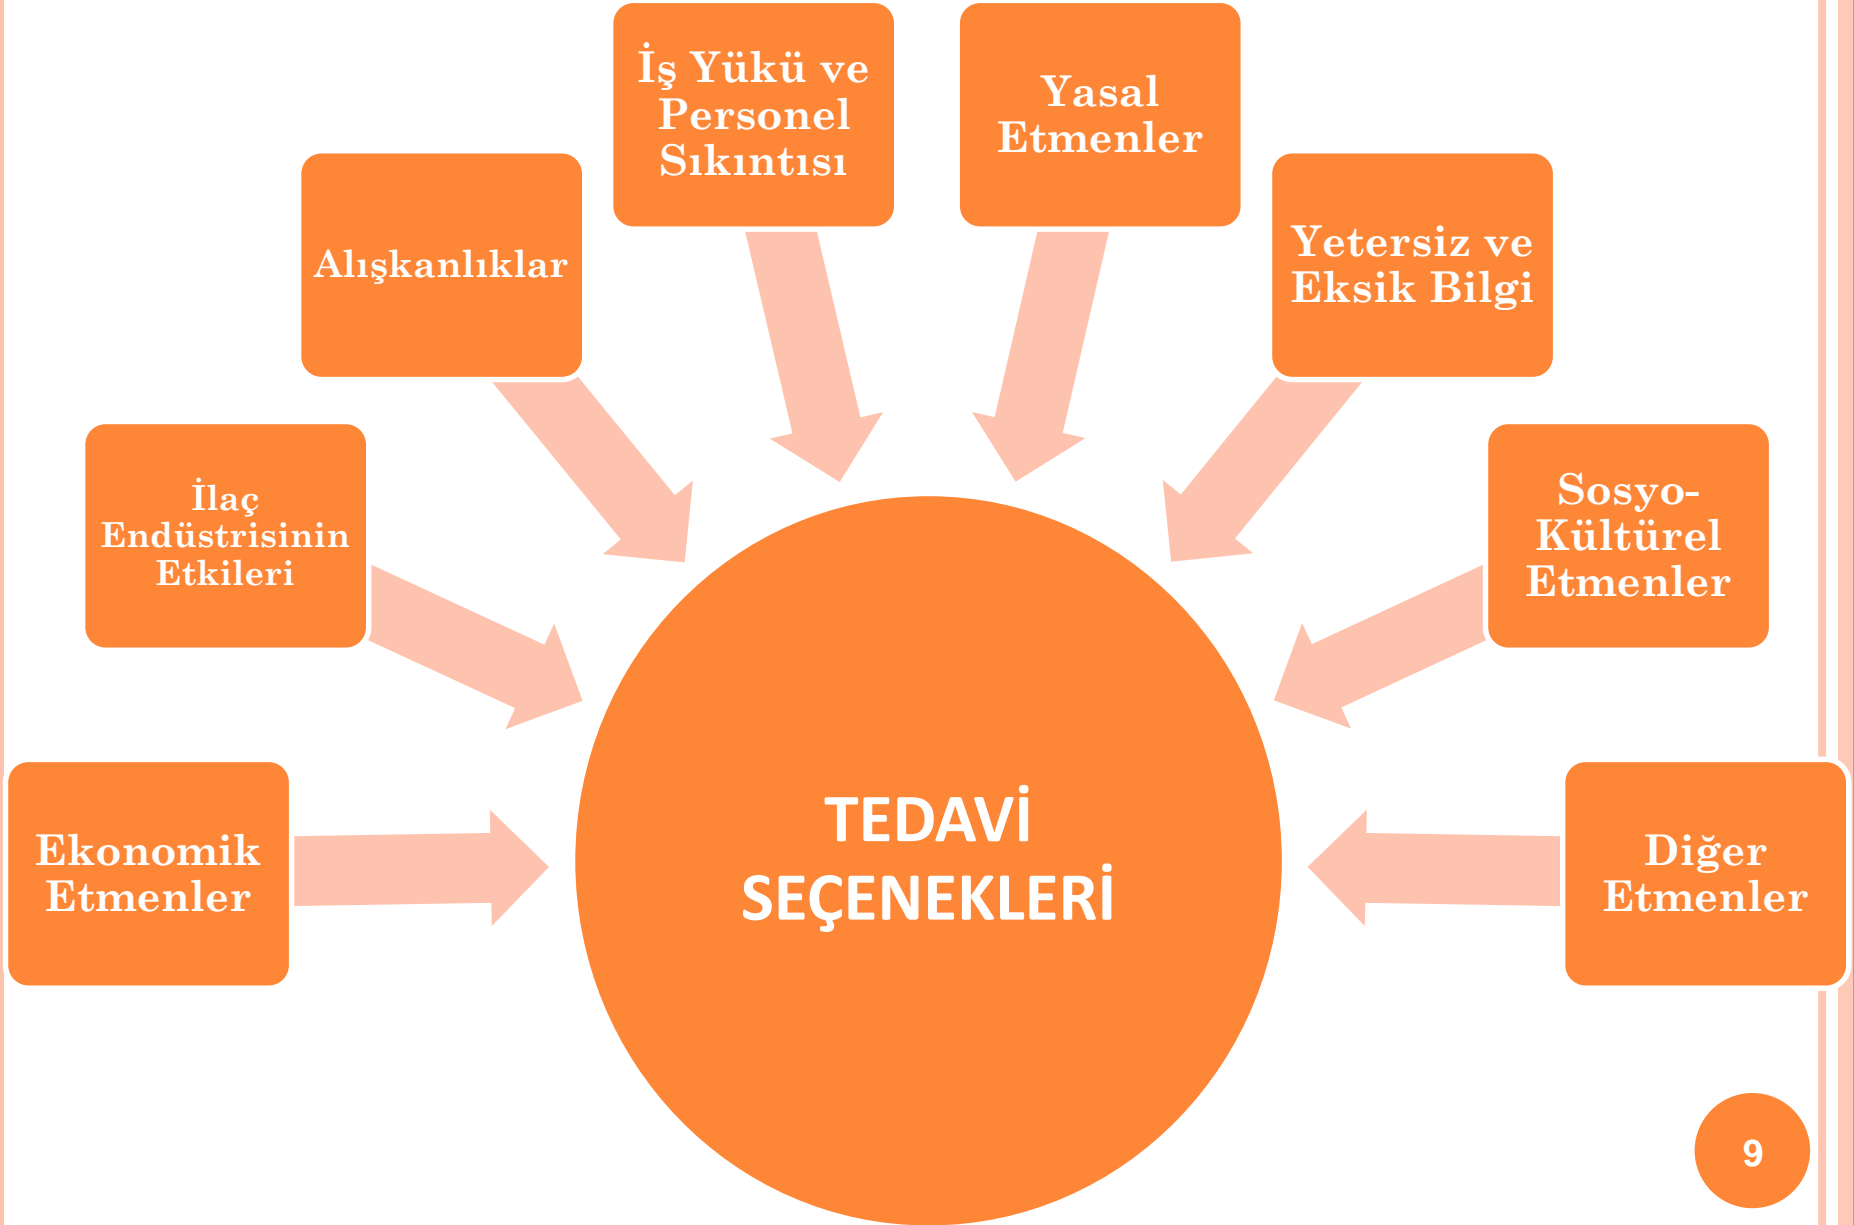 İş Yükü ve
Personel
Sıkıntısı
Yasal
Etmenler
Alışkanlıklar
Yetersiz ve
Eksik Bilgi
İlaç
Endüstrisinin
Etkileri
Sosyo-
Kültürel
Etmenler
Ekonomik
Etmenler
TEDAVİ
SEÇENEKLERİ
Diğer
Etmenler
9